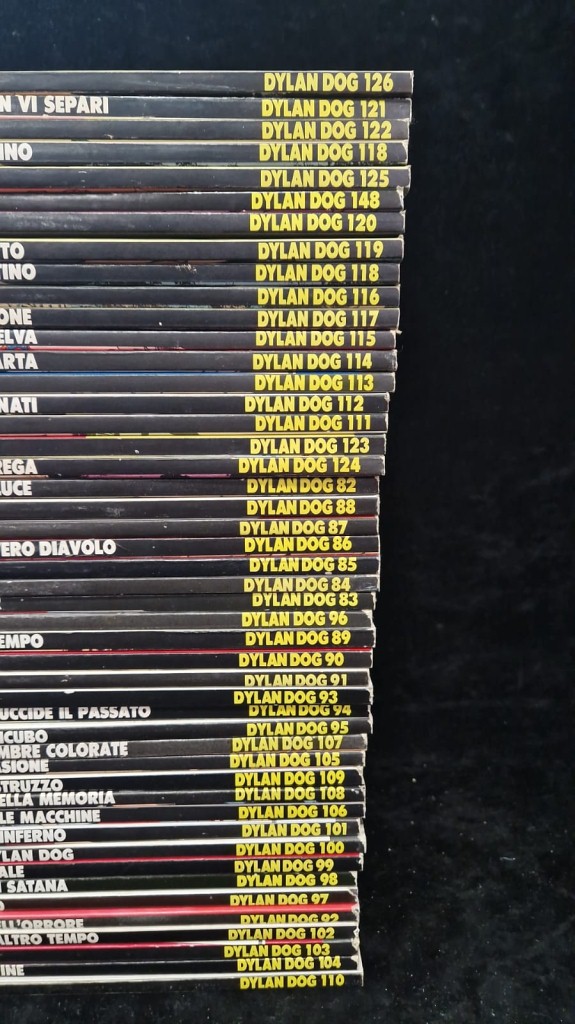 DYLAN DOG 126
N VI SEPARI DYLAN DOG 121
DYLAN DOG 122
INO DYLAN DOG 118
DYLAN DOG 125
DYLAN DOG 148
DYLAN DOG 120
TO DYLAN DOG 119
TINO DYLAN DOG 118
DYLAN DOG 116
ONE DYLAN DOG 117
ELVA DYLAN DOG 115
ARTA DYLAN DOG 114
DYLAN DOG 113
NATI DYLAN DOG 112
DYLAN DOG 111
DYLAN DOG 123
REGA DYLAN DOG 124
LUCE DYLAN DOG 82
DYLAN DOG 88
DYLAN DOG 87
VERO DIAVOLO DYLAN DOG 86
DYLAN DOG 85
DYLAN DOG 84
DYLAN DOG 83
DYLAN DOG 96
TEMPO DYLAN DOG 89
DYLAN DOG 90
DYLAN DOG 91
DYLAN DOG 93
UCCIDE IL PASSATO DYLAN DOG 94
DYLAN DOG 95
NCUBO DYLAN DOG 107
MBRE COLORATE DYLAN DOG 105
ASIONE
STRUZZO DYLAN DOG 109
ELLA MEMORIA DYLAN DOG 108
LE MACCHINE DYLAN DOG 106
INFERNO DYLAN DOG 101
YLAN DOG DYLAN DOG 100
ALE DYLAN DOG 99
I SATANA DYLAN DOG 98
O DYLAN DOG 97
ELL'ORRORE DYLAN DOG 92
ALTRO TEMPO DYLAN DOG 102
DYLAN DOG 103
INE DYLAN DOG 104
DYLAN DOG 110